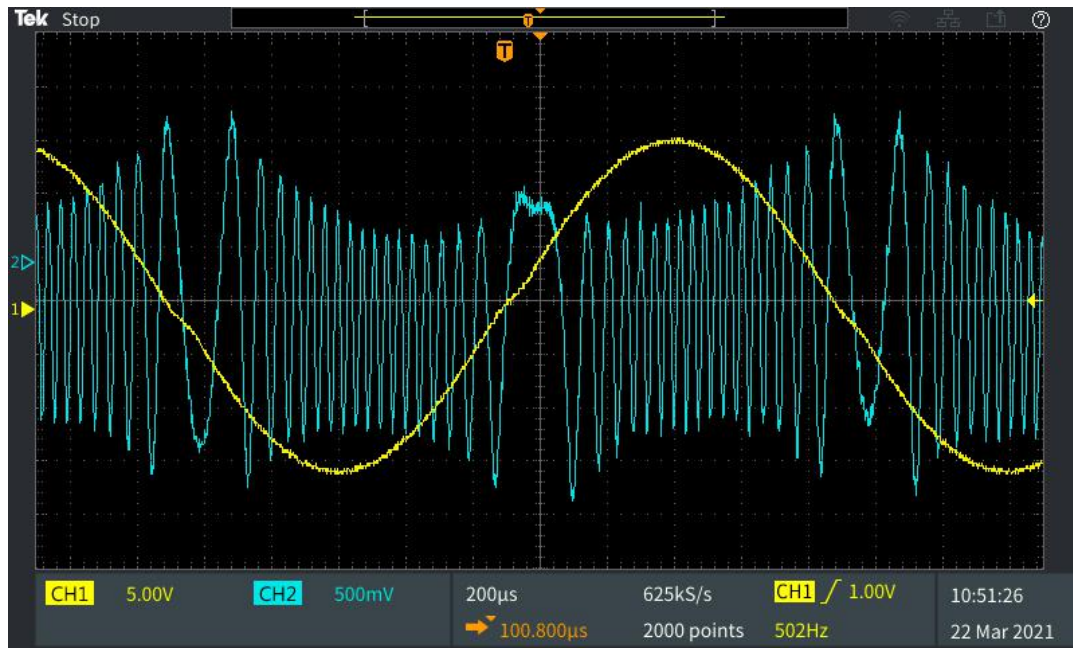 Tek Stop
T
T
2
1
CH1 5.00V CH2 500mV
200µs 625kS/s CH1 1.00V
100.800µs 2000 points 502Hz
10:51:26
22 Mar 2021